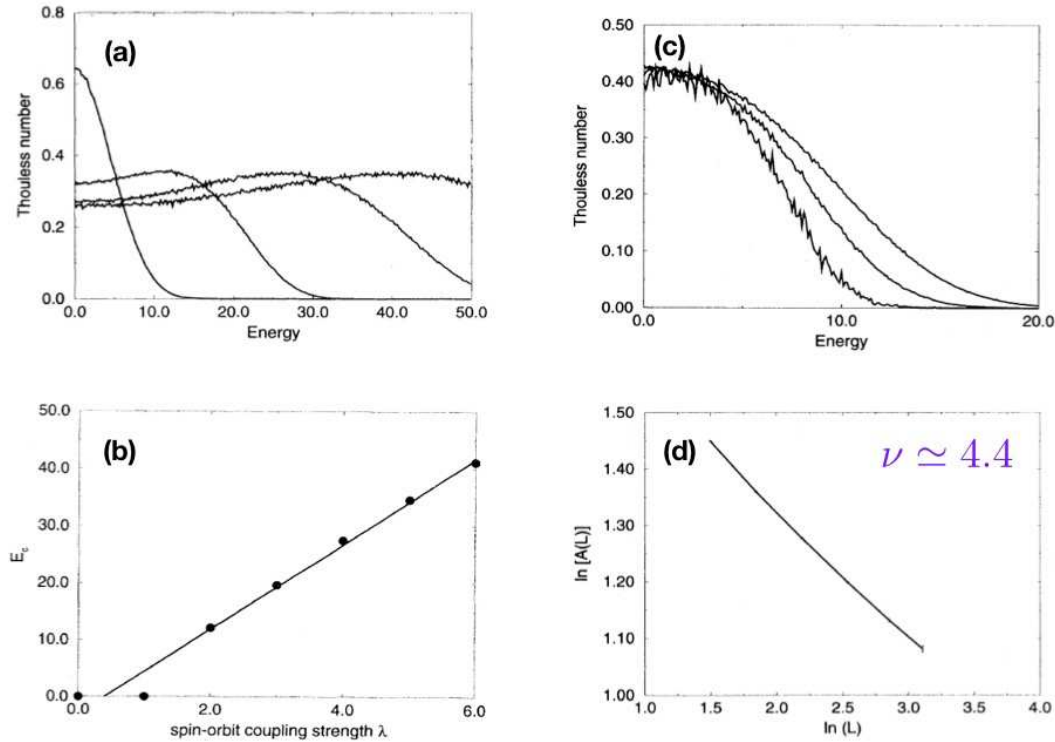 (a)
Thouless number
0.8
0.6
0.4
0.2
0.0
0.0 10.0 20.0 30.0 40.0 50.0
Energy
(c)
Thouless number
0.50
0.40
0.30
0.20
0.10
0.00
0.0 10.0 20.0
Energy
(b)
E_c
50.0
40.0
30.0
20.0
10.0
0.0
0.0 2.0 4.0 6.0
spin-orbit coupling strength λ
(d)
ν ≃ 4.4
ln [A(L)]
1.50
1.40
1.30
1.20
1.10
1.00
1.0 1.5 2.0 2.5 3.0 3.5 4.0
ln (L)